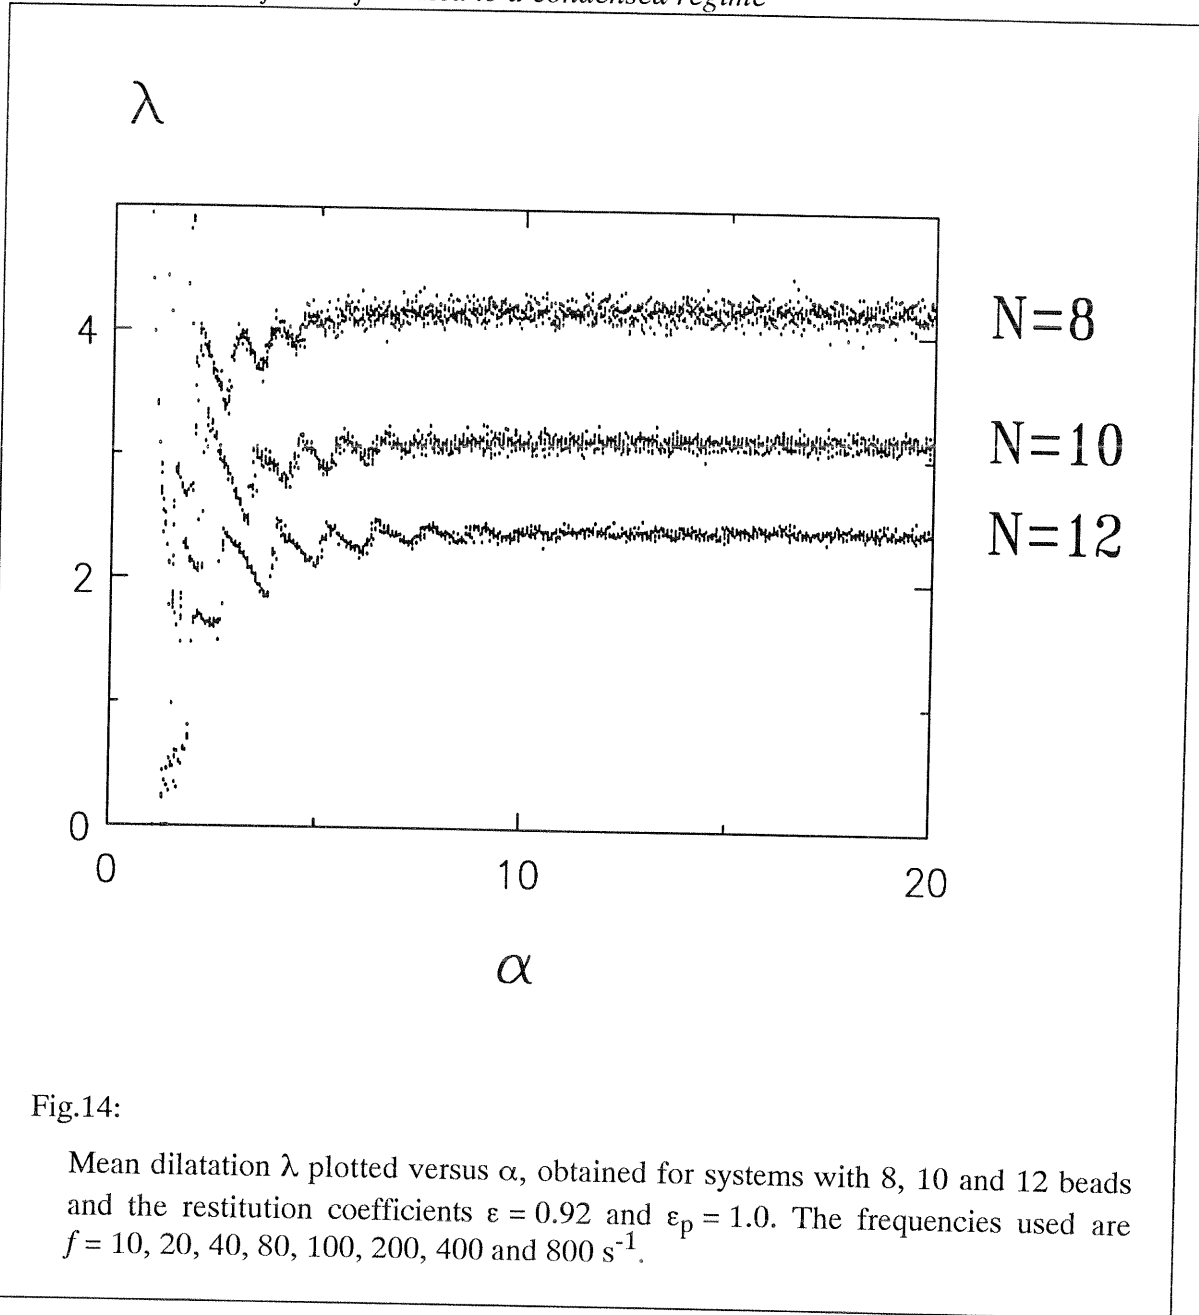 condensed regime
λ
4
N=8
N=10
N=12
2
0
0
10
20
α
Fig.14:
Mean dilatation λ plotted versus α, obtained for systems with 8, 10 and 12 beads
and the restitution coefficients ε = 0.92 and εp = 1.0. The frequencies used are
f = 10, 20, 40, 80, 100, 200, 400 and 800 s-1.